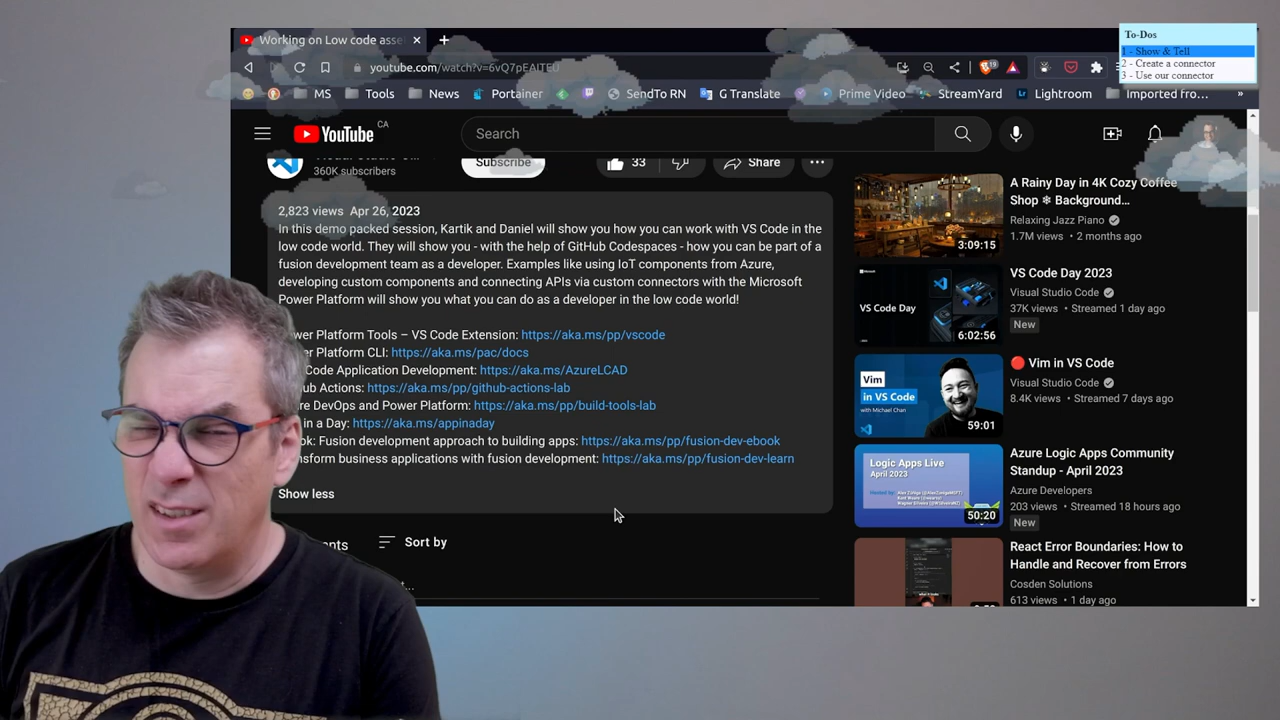 Working on Low code asse
To-Dos
1 - Show & Tell
2 - Create a connector
3 - Use our connector
youtube.com/watch?v=6vQ7pEAITE0
19
MS
Tools
News
Portainer
SendTo RN
G Translate
Prime Video
StreamYard
Lr
Lightroom
Imported fro...
»
YouTube
CA
Search
360K subscribers
Subscribe
33
Share
2,823 views Apr 26, 2023
In this demo packed session, Kartik and Daniel will show you how you can work with VS Code in the
low code world. They will show you - with the help of GitHub Codespaces - how you can be part of a
fusion development team as a developer. Examples like using IoT components from Azure,
developing custom components and connecting APIs via custom connectors with the Microsoft
Power Platform will show you what you can do as a developer in the low code world!
wer Platform Tools – VS Code Extension: https://aka.ms/pp/vscode
er Platform CLI: https://aka.ms/pac/docs
Code Application Development: https://aka.ms/AzureLCAD
ub Actions: https://aka.ms/pp/github-actions-lab
re DevOps and Power Platform: https://aka.ms/pp/build-tools-lab
in a Day: https://aka.ms/appinaday
ok: Fusion development approach to building apps: https://aka.ms/pp/fusion-dev-ebook
nsform business applications with fusion development: https://aka.ms/pp/fusion-dev-learn
Show less
ents
Sort by
A Rainy Day in 4K Cozy Coffee
Shop ❄ Background...
Relaxing Jazz Piano
1.7M views • 2 months ago
3:09:15
VS Code Day 2023
Visual Studio Code
37K views • Streamed 1 day ago
New
VS Code Day
6:02:56
🔴 Vim in VS Code
Visual Studio Code
8.4K views • Streamed 7 days ago
Vim
in VS Code
with Michael Chan
59:01
Azure Logic Apps Community
Standup - April 2023
Azure Developers
203 views • Streamed 18 hours ago
New
Logic Apps Live
April 2023
50:20
React Error Boundaries: How to
Handle and Recover from Errors
Cosden Solutions
613 views • 1 day ago